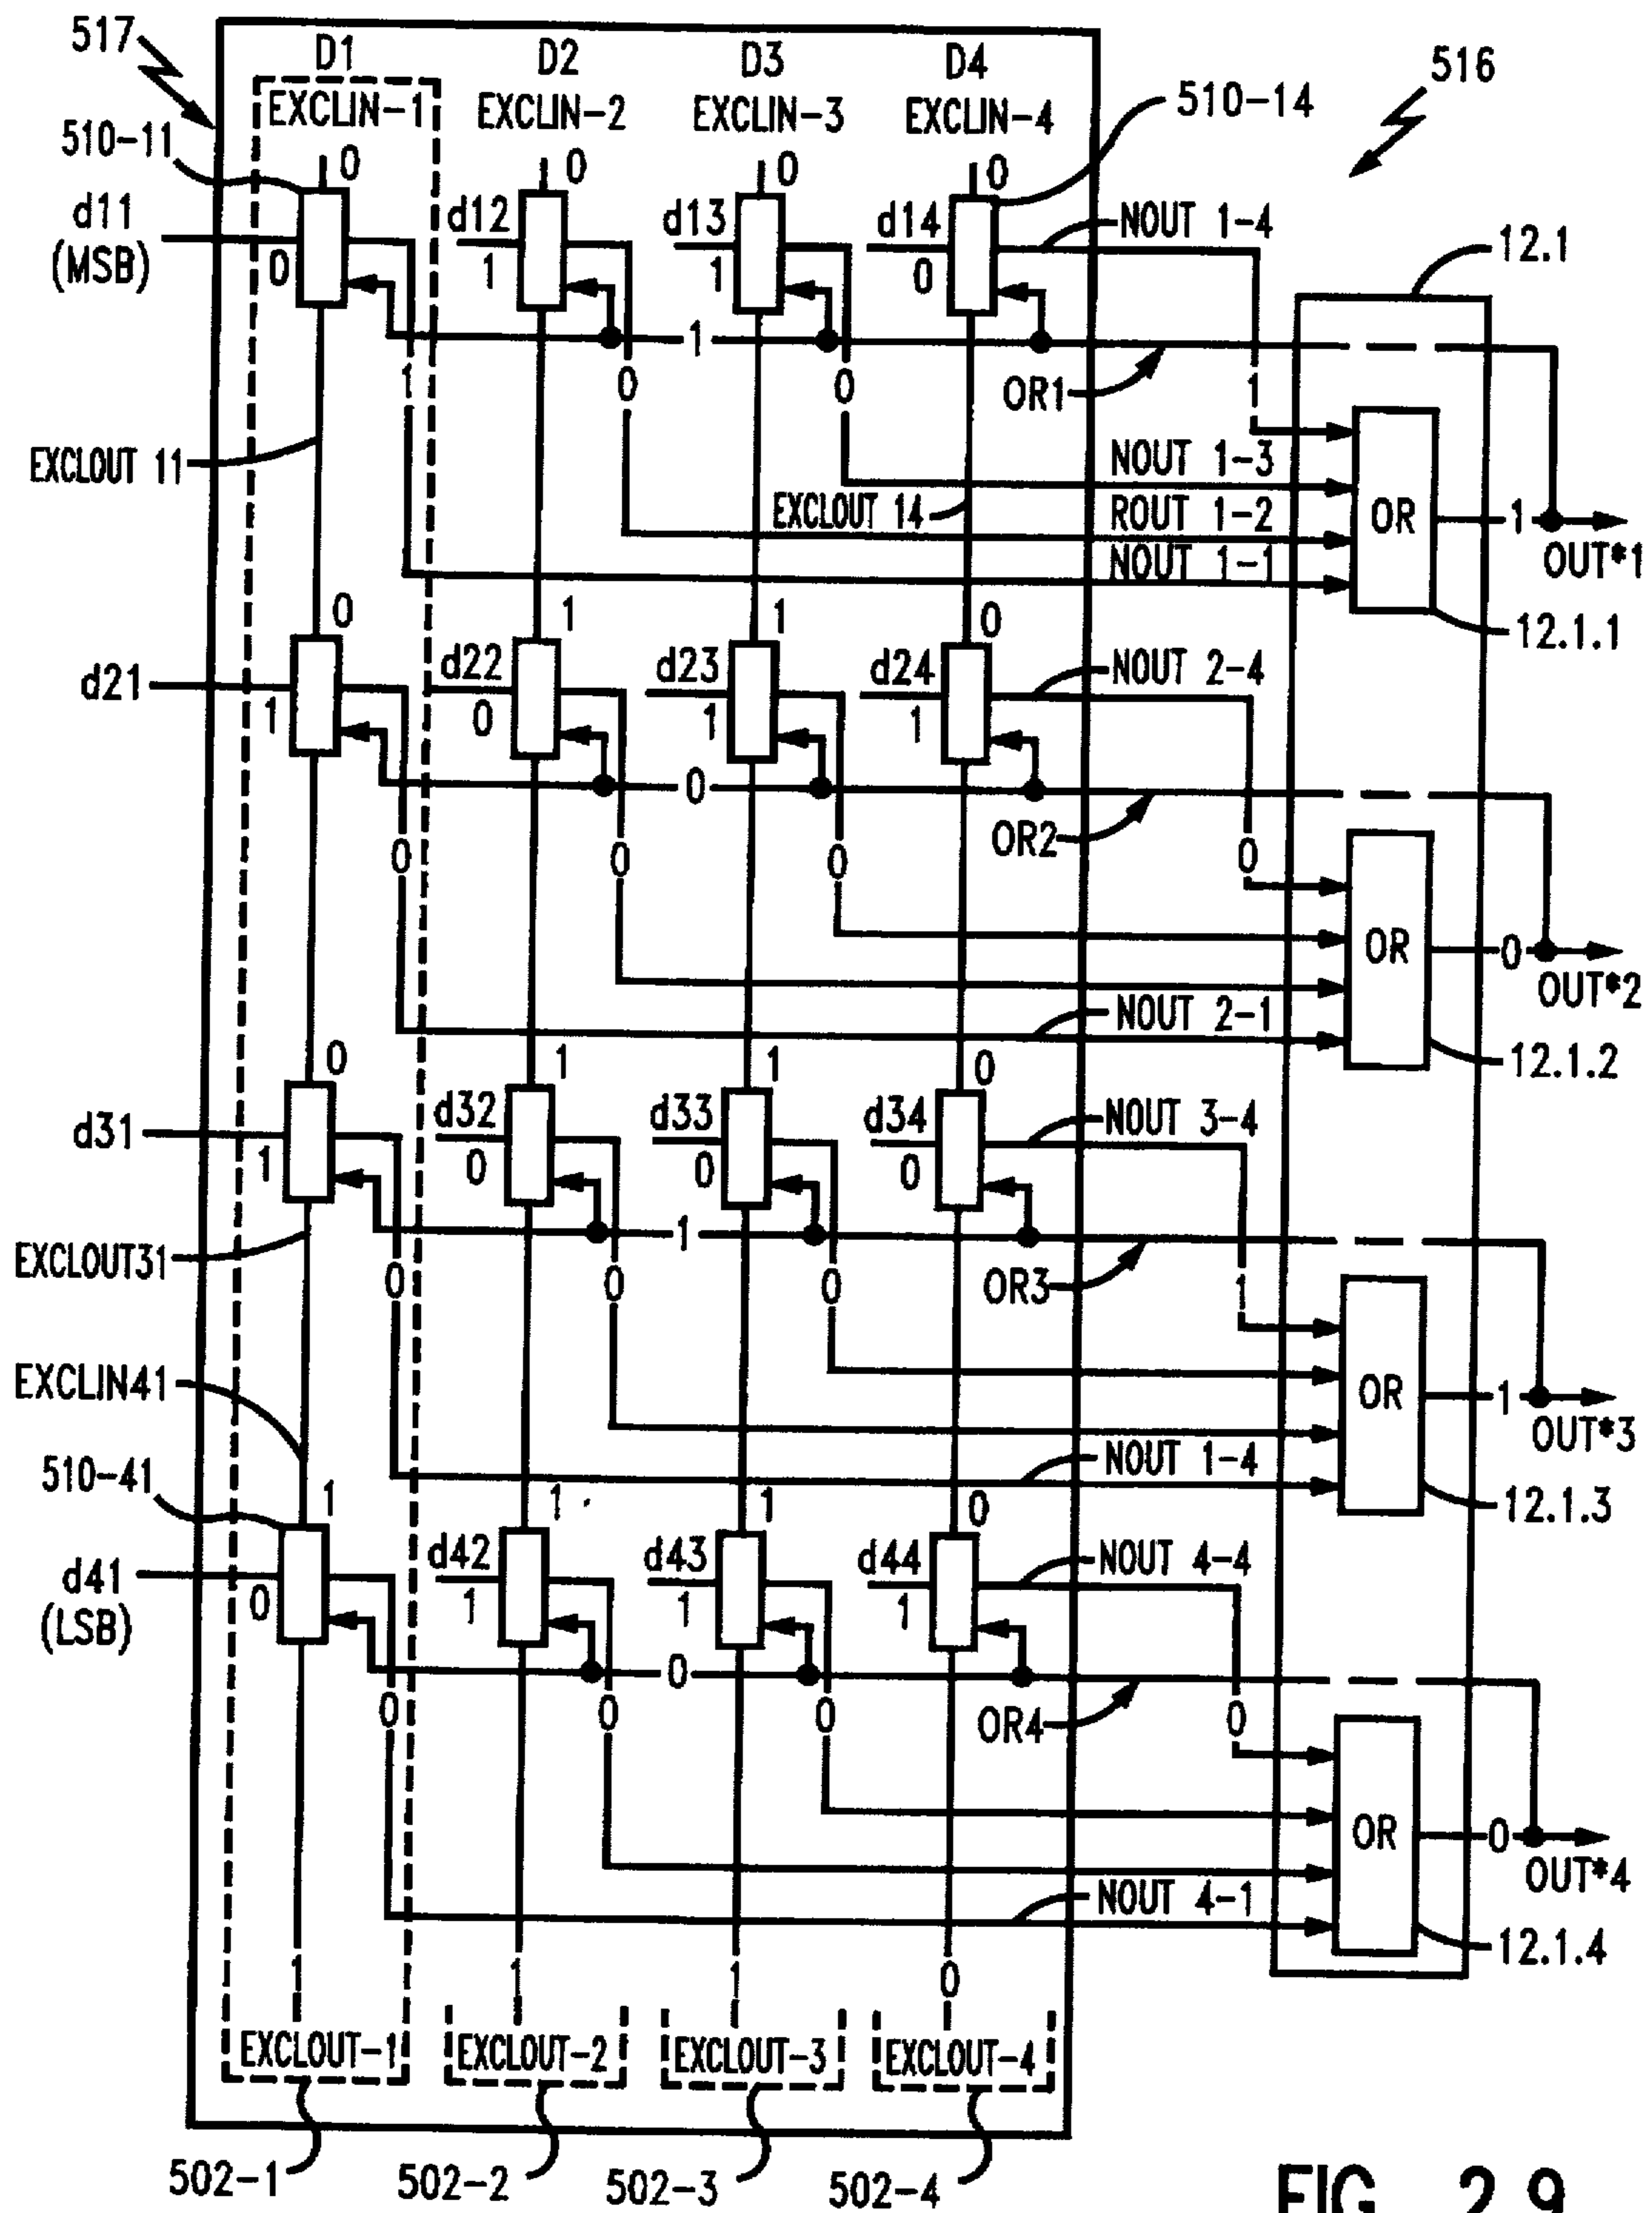 517
D1
D2
D3
D4
516
EXCLIN-1
EXCLIN-2
EXCLIN-3
EXCLIN-4
510-14
510-11
0
0
0
0
d11
(MSB)
0
d12
1
d13
1
d14
0
NOUT 1-4
12.1
1
1
0
0
OR1
1
EXCLOUT 11
NOUT 1-3
EXCLOUT 14
ROUT 1-2
OR
1
OUT*1
NOUT 1-1
12.1.1
0
1
1
0
d21
1
d22
0
d23
1
d24
1
NOUT 2-4
0
0
0
0
OR2
0
OR
0
OUT*2
NOUT 2-1
12.1.2
0
1
1
0
d31
1
d32
0
d33
0
d34
0
NOUT 3-4
1
EXCLOUT31
0
0
0
OR3
1
EXCLIN41
OR
1
OUT*3
NOUT 1-4
12.1.3
510-41
1
1
1
0
d41
(LSB)
0
d42
1
d43
1
d44
1
NOUT 4-4
0
0
0
0
OR4
0
OR
0
OUT*4
NOUT 4-1
12.1.4
1
1
1
0
EXCLOUT-1
EXCLOUT-2
EXCLOUT-3
EXCLOUT-4
502-1
502-2
502-3
502-4
FIG. 2.9